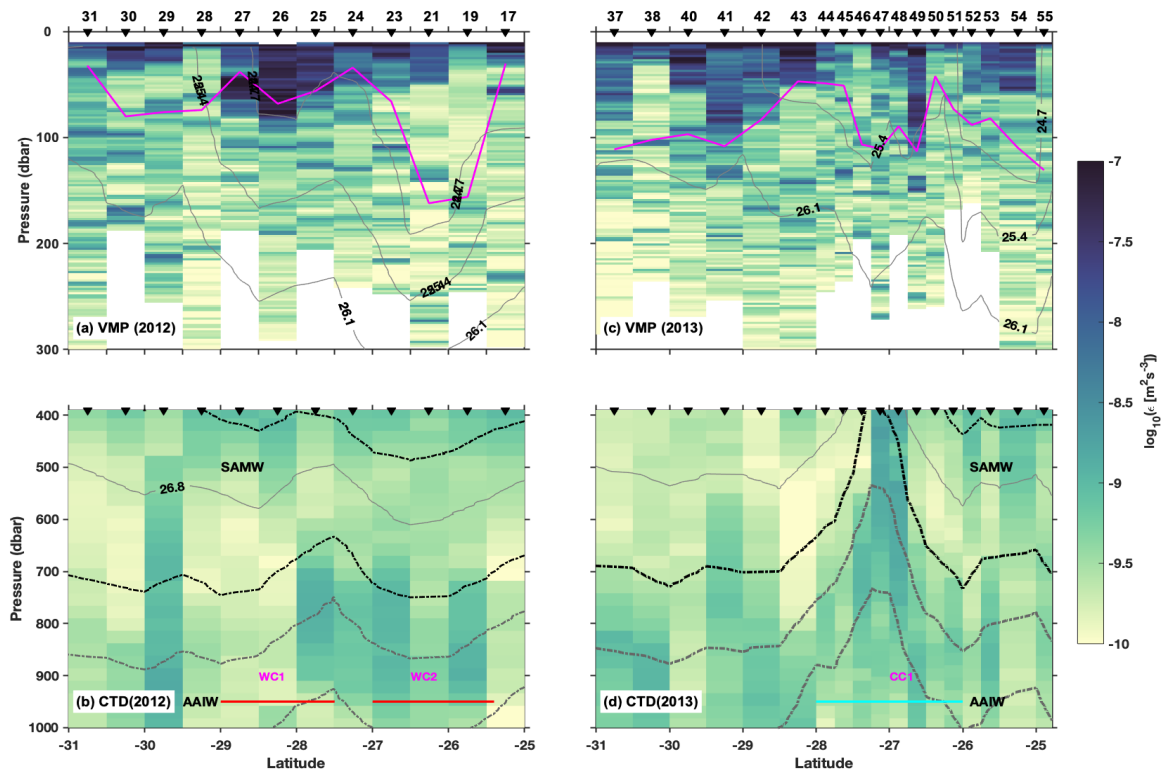 31 30 29 28 27 26 25 24 23 21 19 17
37 38 40 42 43 44 45 46 47 48 49 50 51 52 53 54 55
0
100
200
300
Pressure (dbar)
26.1
26.1
(a) VMP (2012)
25.4
26.1
24.7
25.4
26.1
(c) VMP (2013)
400
500
600
700
800
900
1000
Pressure (dbar)
SAMW
26.8
WC1
WC2
AAIW
(b) CTD(2012)
-31 -30 -29 -28 -27 -26 -25
Latitude
SAMW
CC1
AAIW
(d) CTD(2013)
-31 -30 -29 -28 -27 -26 -25
Latitude
-7
-7.5
-8
-8.5
-9
-9.5
-10
log10(ϵ [m2s-3])